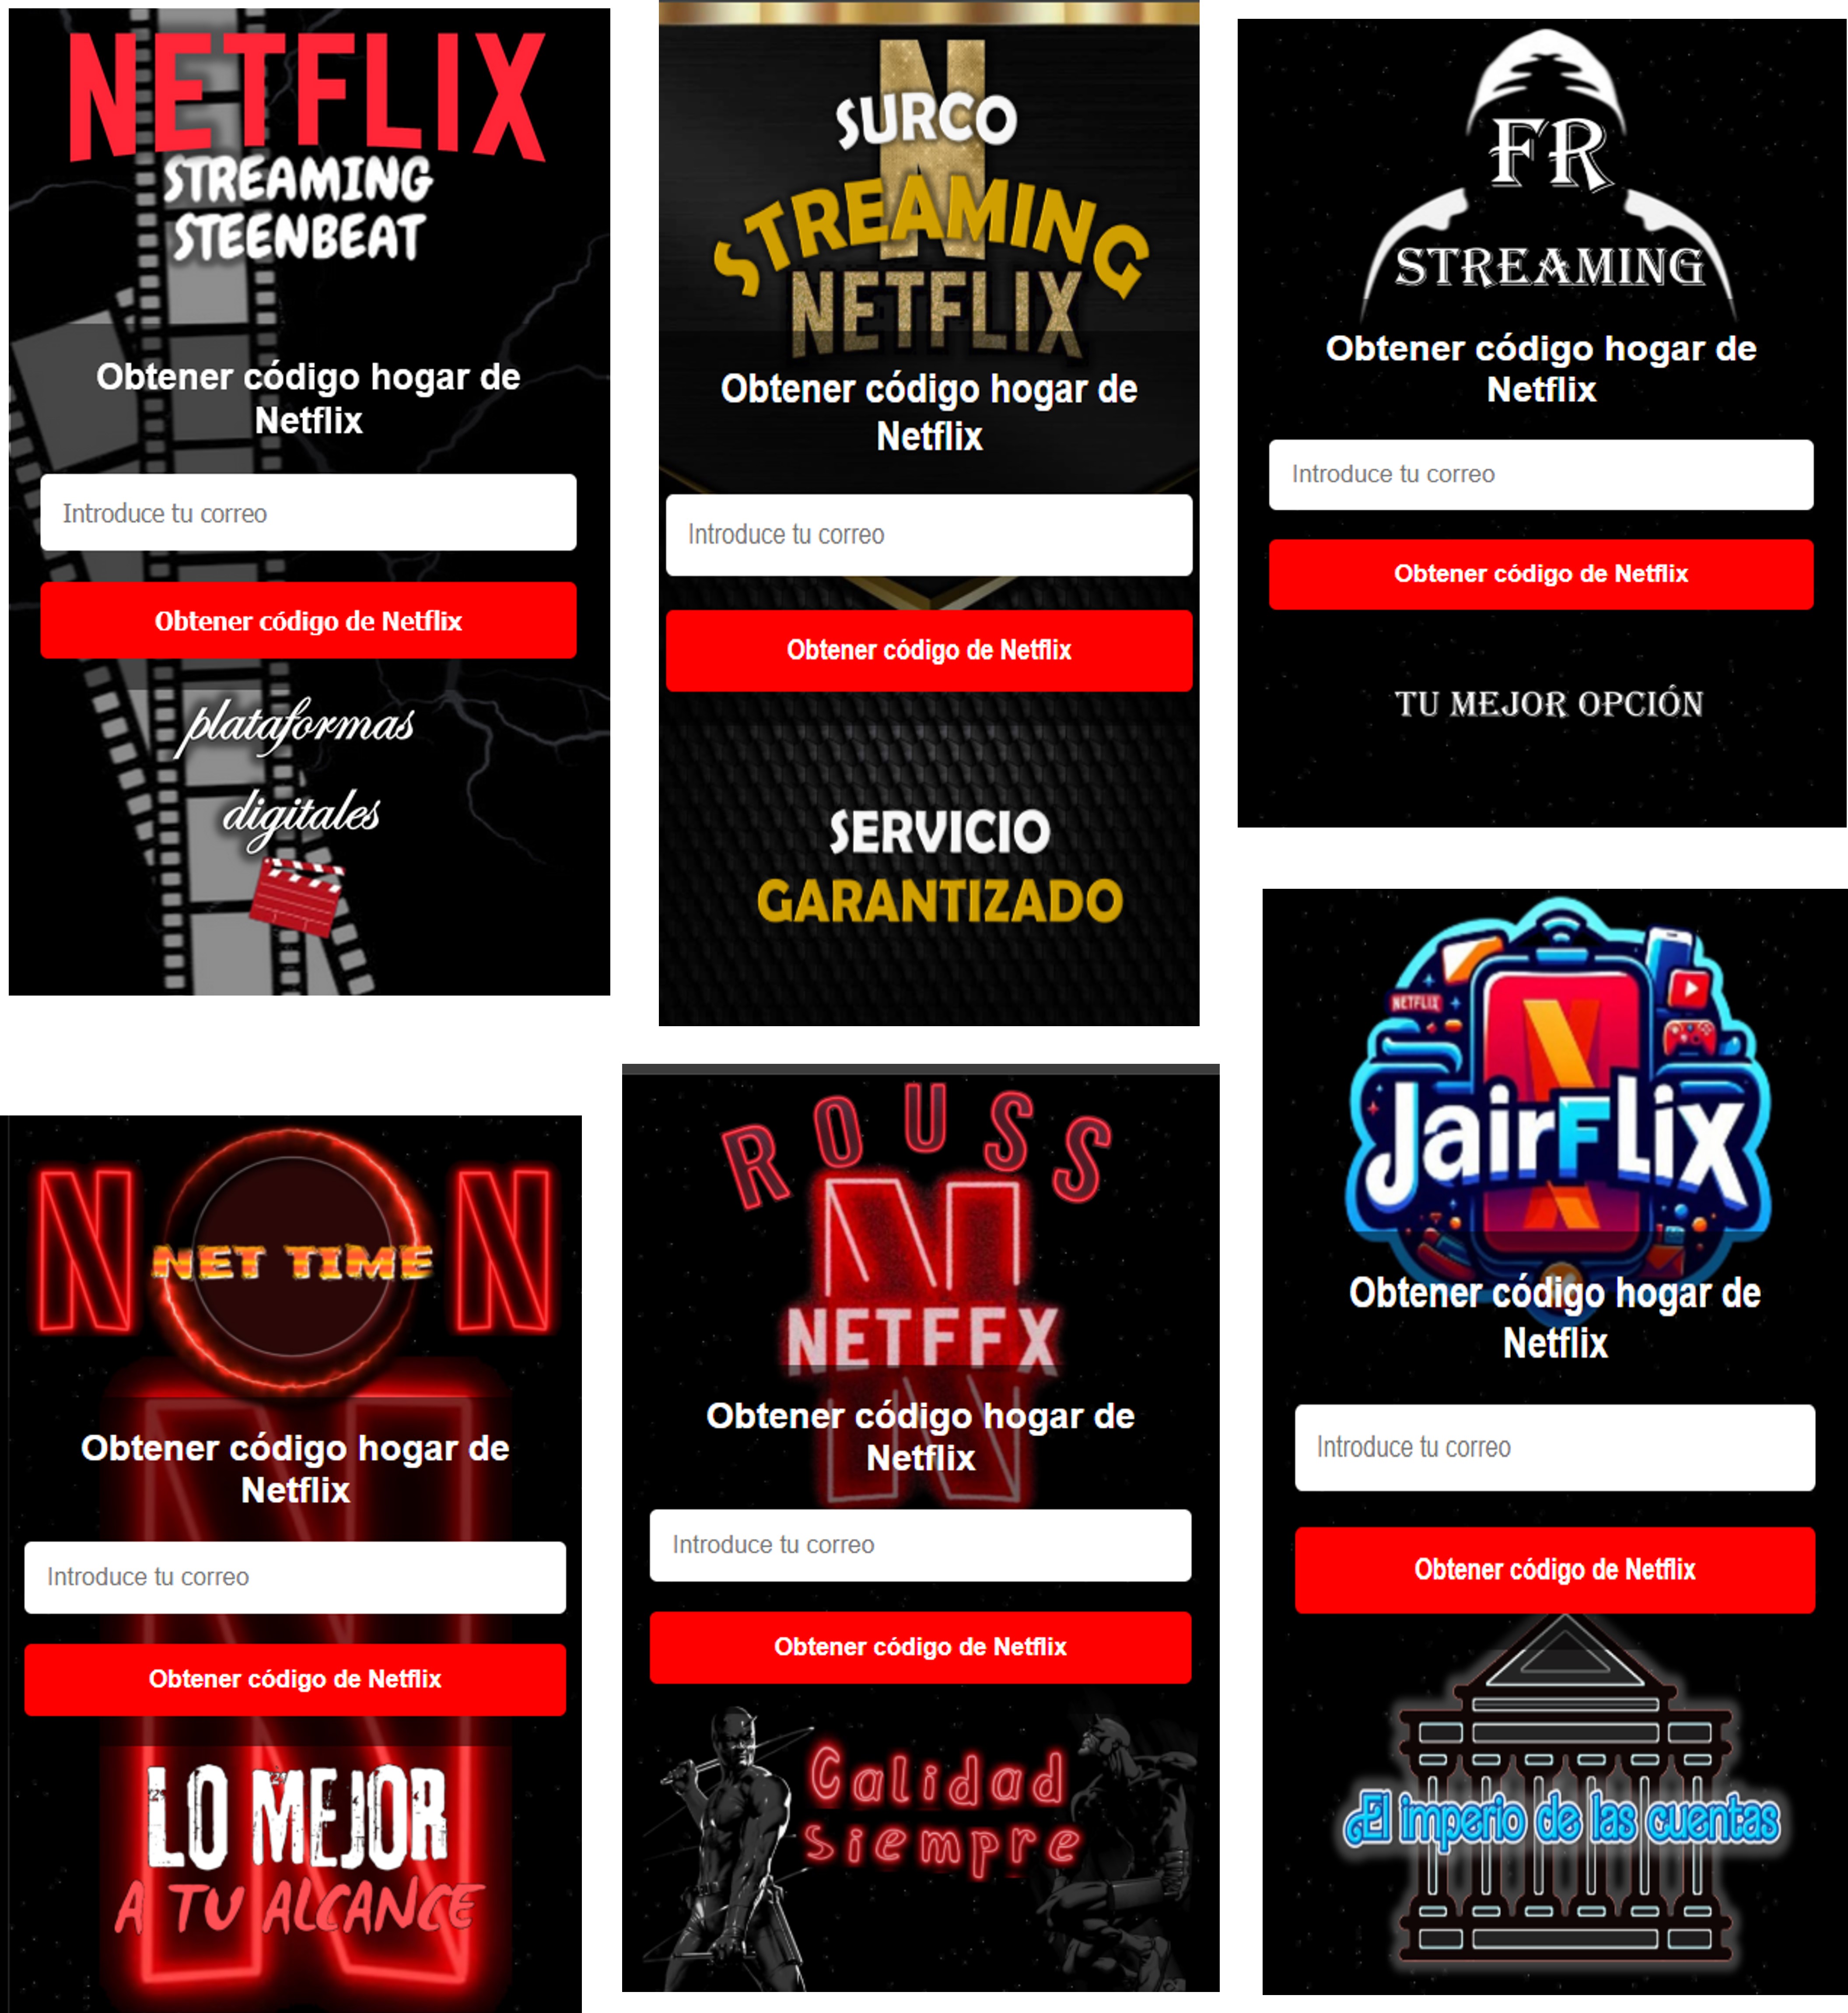 NETFLIX
STREAMING
STEENBEAT
Obtener código hogar de
Netflix
Introduce tu correo
Obtener código de Netflix
plataformas
digitales
N
SURCO
STREAMING
NETFLIX
Obtener código hogar de
Netflix
Introduce tu correo
Obtener código de Netflix
SERVICIO
GARANTIZADO
FR
STREAMING
Obtener código hogar de
Netflix
Introduce tu correo
Obtener código de Netflix
TU MEJOR OPCIÓN
N NET TIME N
Obtener código hogar de
Netflix
Introduce tu correo
Obtener código de Netflix
LO MEJOR
A TU ALCANCE
ROUSS
N
NETFFX
Obtener código hogar de
Netflix
Introduce tu correo
Obtener código de Netflix
Calidad
siempre
NETFLIX
N
JairFLix
Obtener código hogar de
Netflix
Introduce tu correo
Obtener código de Netflix
El imperio de las cuentas